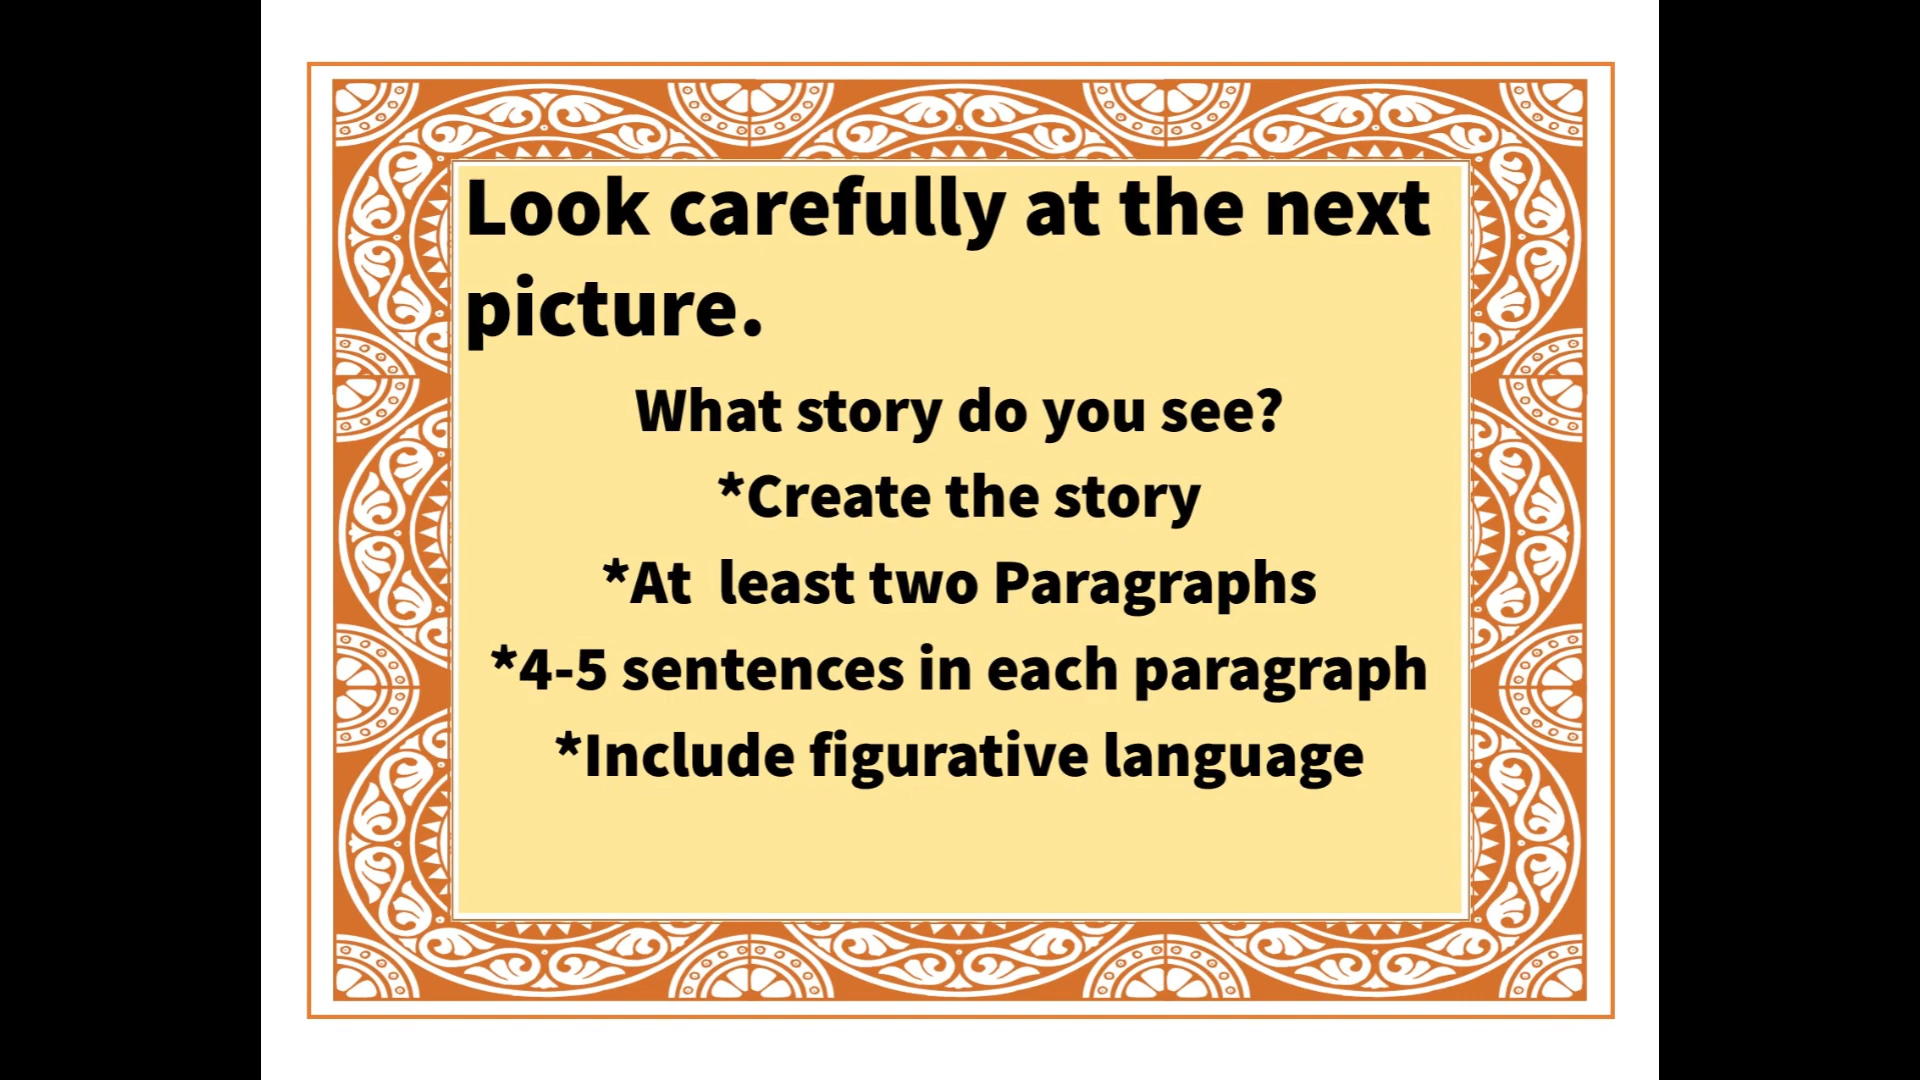 Look carefully at the next
picture.
What story do you see?
*Create the story
*At  least two Paragraphs
*4-5 sentences in each paragraph
*Include figurative language